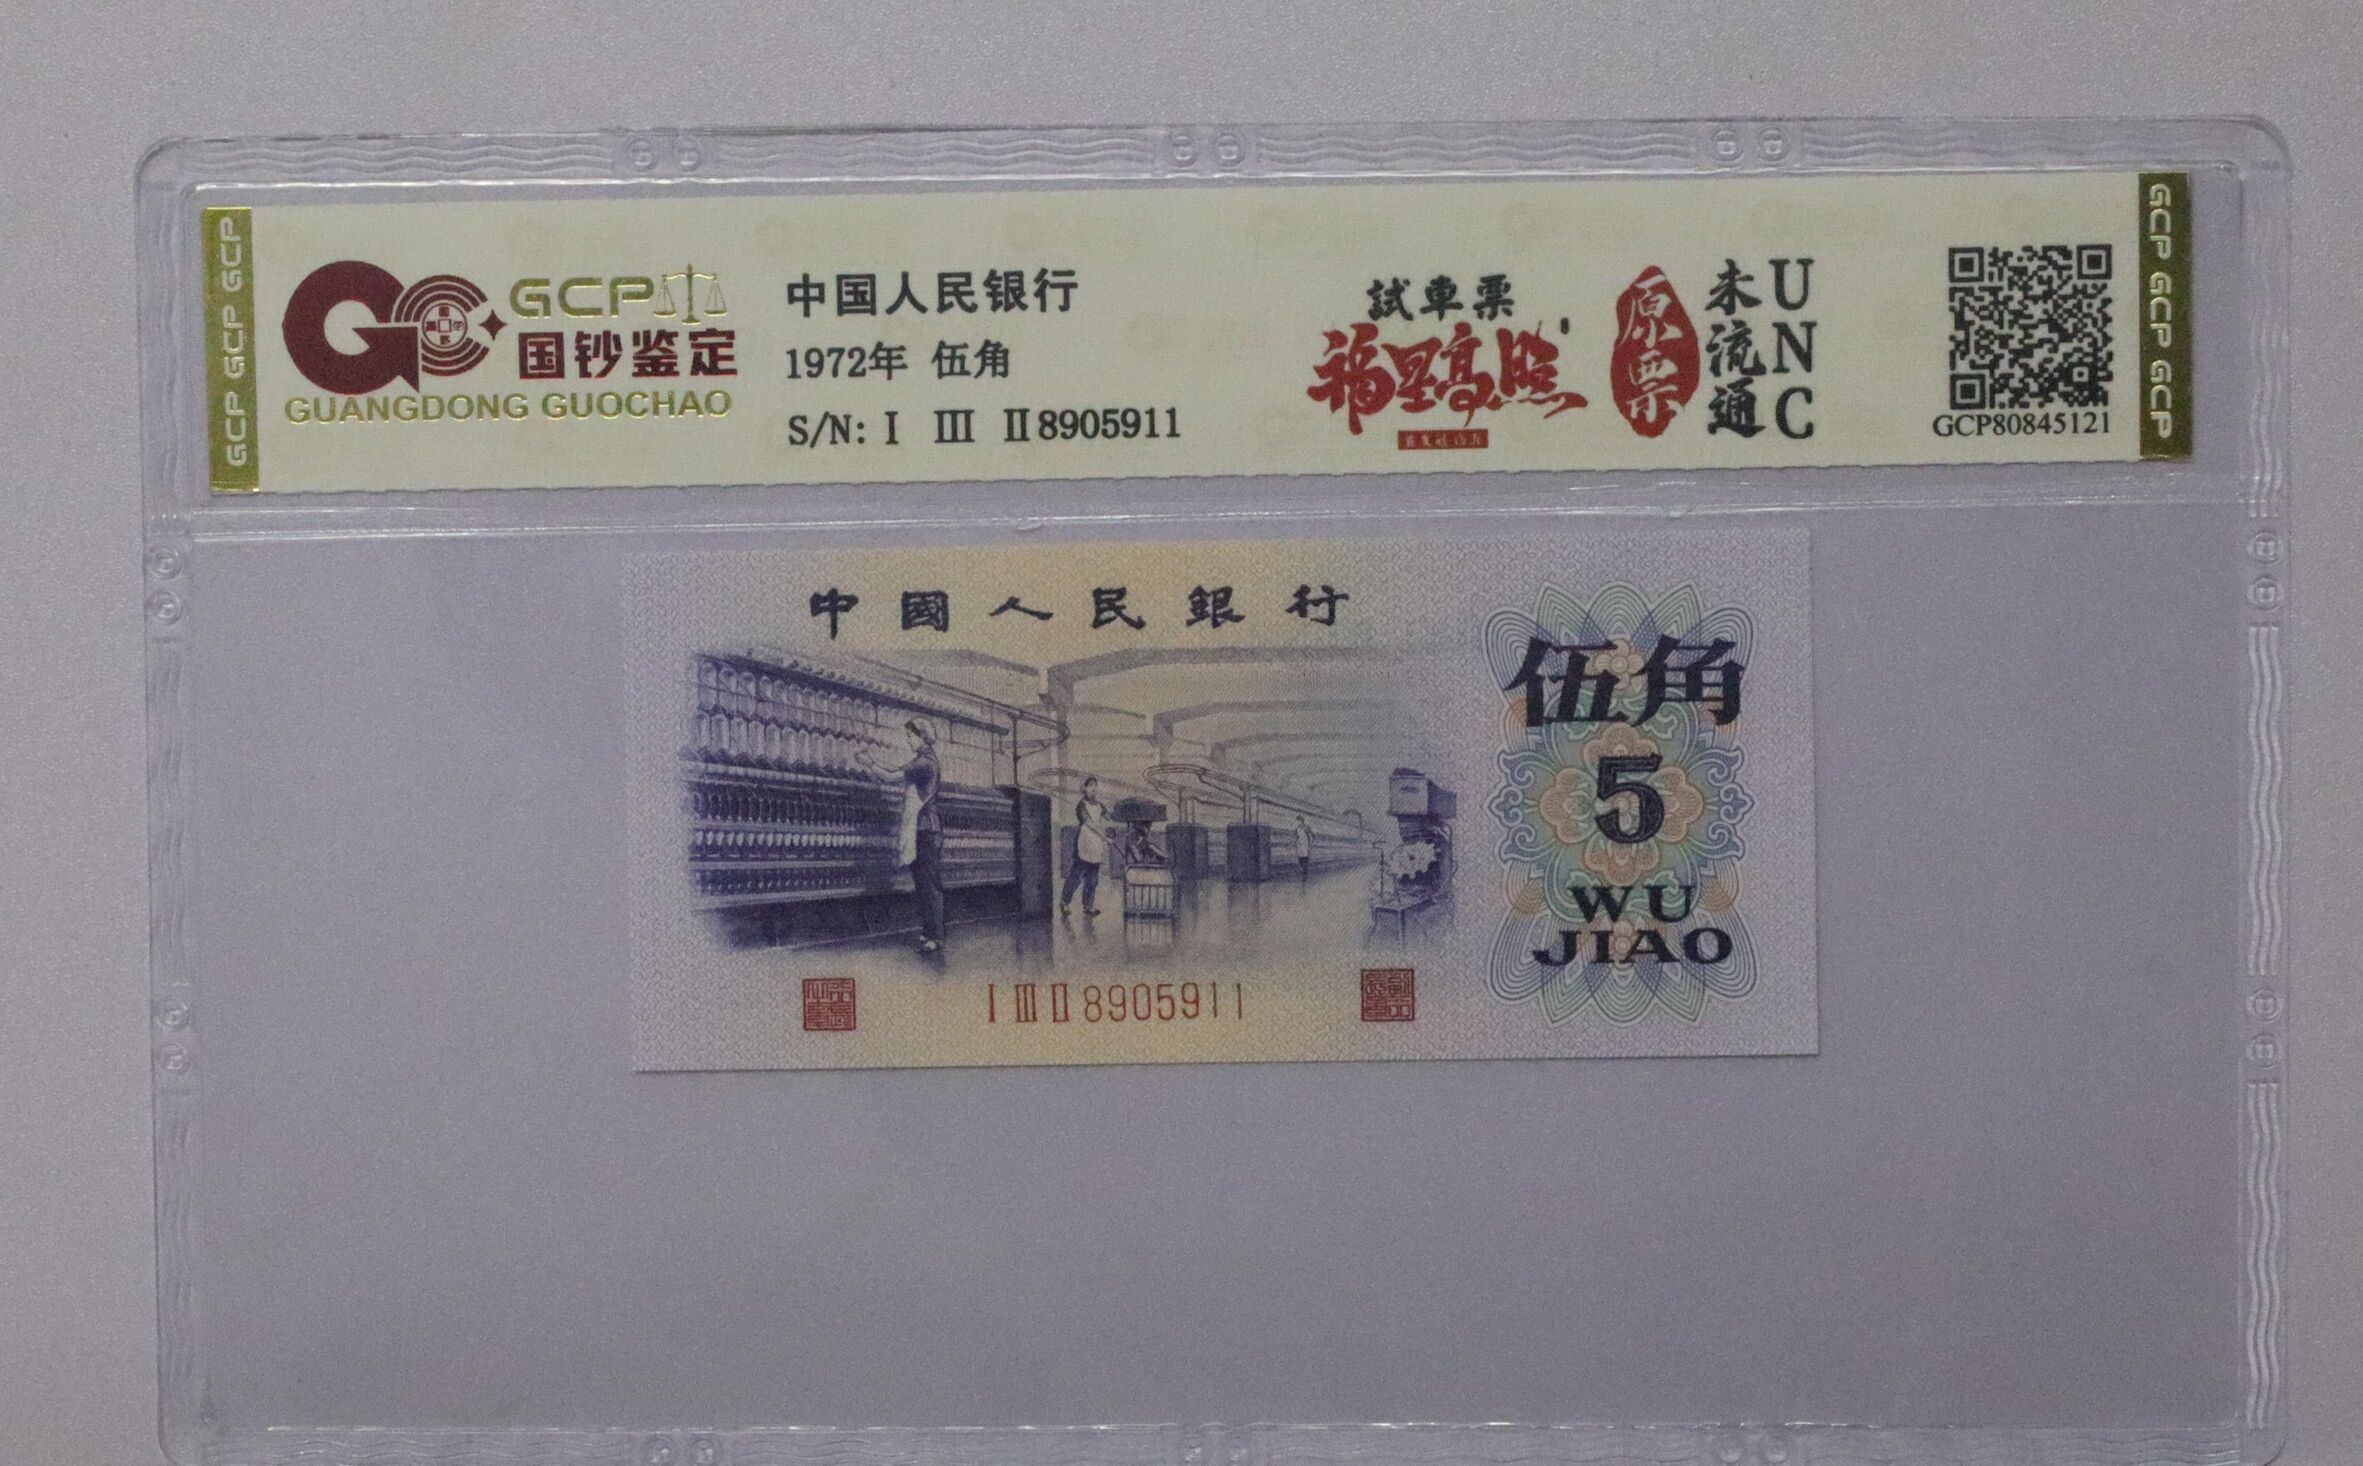 GCP GCP GCP
GCP
国钞鉴定
GUANGDONG GUOCHAO
中国人民银行
1972年 伍角
S/N: I III II8905911
試車票
福星高照
原票
未流通
UNC
GCP80845121
GCP GCP GCP
中國人民銀行
伍角
5
WU
JIAO
I III II 8905911